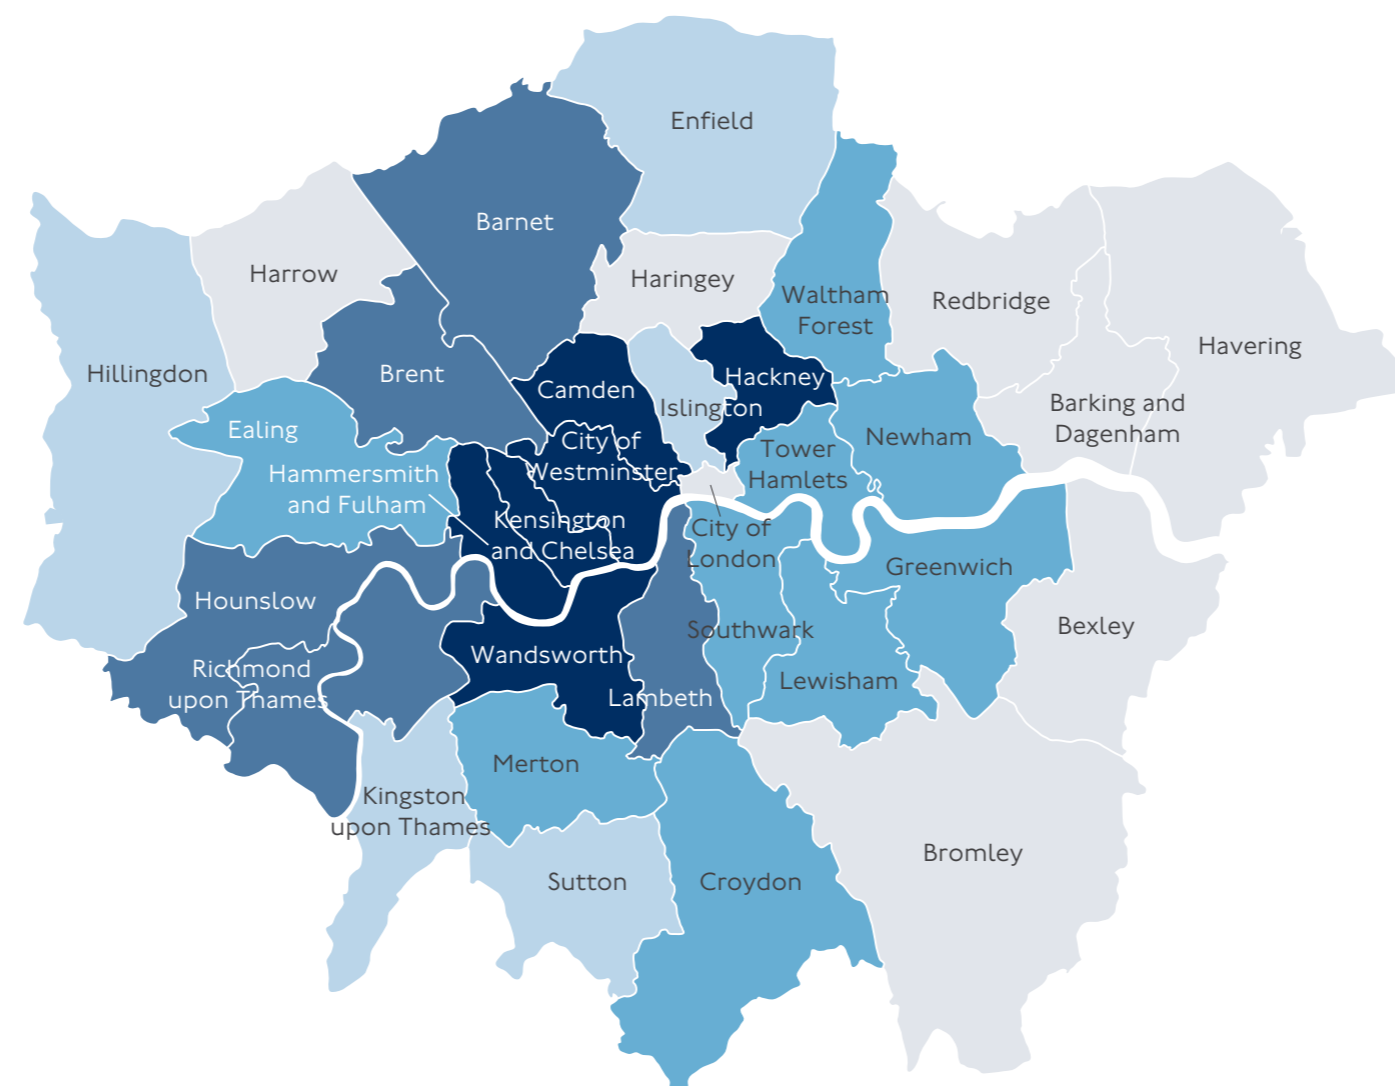 Enfield
Barnet
Harrow
Haringey
Waltham
Forest
Redbridge
Havering
Hillingdon
Brent
Camden
Hackney
Islington
Barking and
Dagenham
Ealing
City of
Westminster
Tower
Hamlets
Newham
Hammersmith
and Fulham
Kensington
and Chelsea
City of
London
Greenwich
Hounslow
Southwark
Bexley
Richmond
upon Thames
Wandsworth
Lambeth
Lewisham
Merton
Kingston
upon Thames
Sutton
Croydon
Bromley